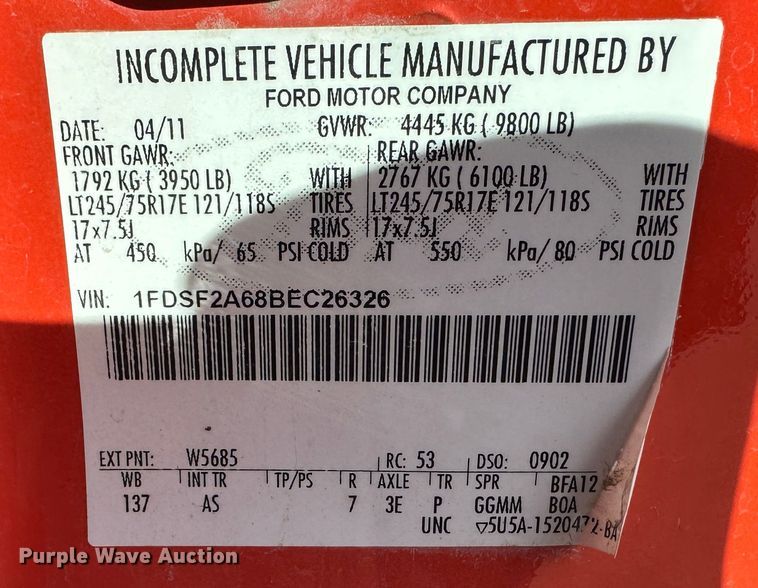 INCOMPLETE VEHICLE MANUFACTURED BY
FORD MOTOR COMPANY
DATE: 04/11 GVWR: 4445 KG ( 9800 LB)
FRONT GAWR: REAR GAWR:
1792 KG ( 3950 LB) WITH 2767 KG ( 6100 LB) WITH
LT245/75R17E 121/118S TIRES LT245/75R17E 121/118S TIRES
17x7.5J RIMS 17x7.5J RIMS
AT 450 kPa/ 65 PSI COLD AT 550 kPa/ 80 PSI COLD
VIN: 1FDSF2A68BEC26326
EXT PNT: W5685 RC: 53 DSO: 0902
WB INT TR TP/PS R AXLE TR SPR BFA12
137 AS 7 3E P GGMM BOA
UNC ▽5U5A-1520472-BA
Purple Wave Auction